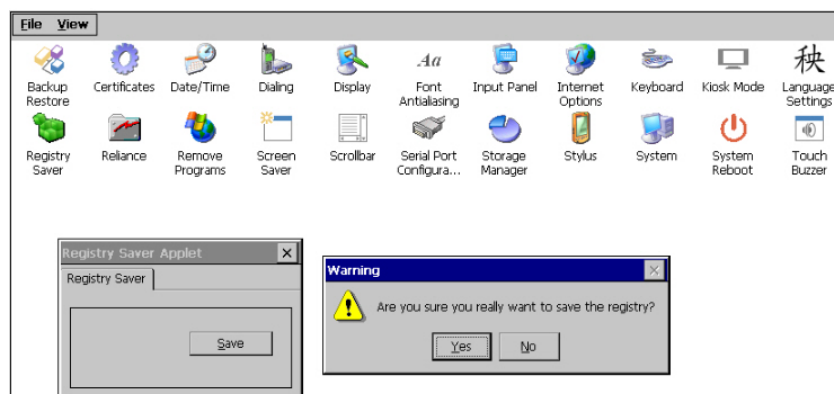 File View
Backup Restore
Certificates
Date/Time
Dialing
Display
Aa
Font Antialiasing
Input Panel
Internet Options
Keyboard
Kiosk Mode
秧
Language Settings
Registry Saver
Reliance
Remove Programs
Screen Saver
Scrollbar
Serial Port Configura...
Storage Manager
Stylus
System
System Reboot
Touch Buzzer
Registry Saver Applet
Registry Saver
Save
Warning
Are you sure you really want to save the registry?
Yes No